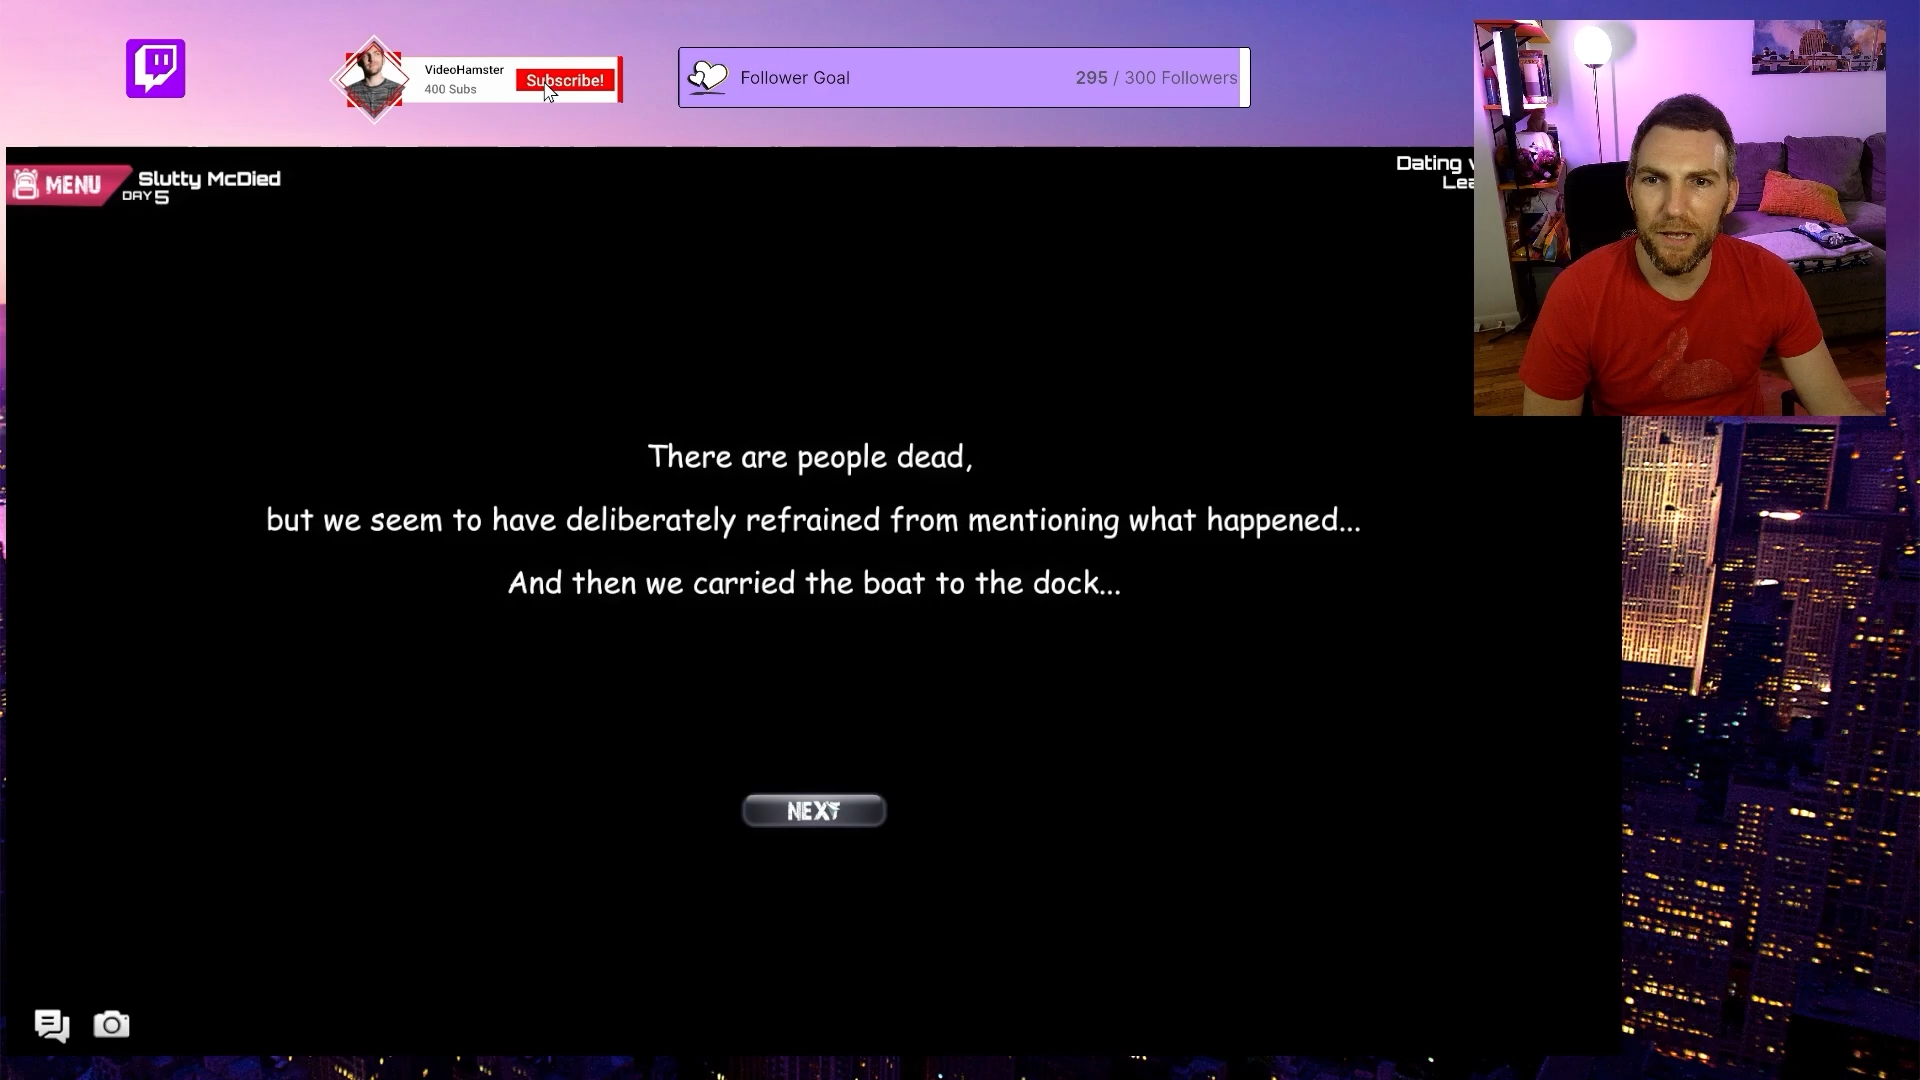 VideoHamster
400 Subs
Subscribe!
Follower Goal
295 / 300 Followers
MENU
Slutty McDied
DAY 5
Dating
There are people dead,
but we seem to have deliberately refrained from mentioning what happened...
And then we carried the boat to the dock...
NEXT